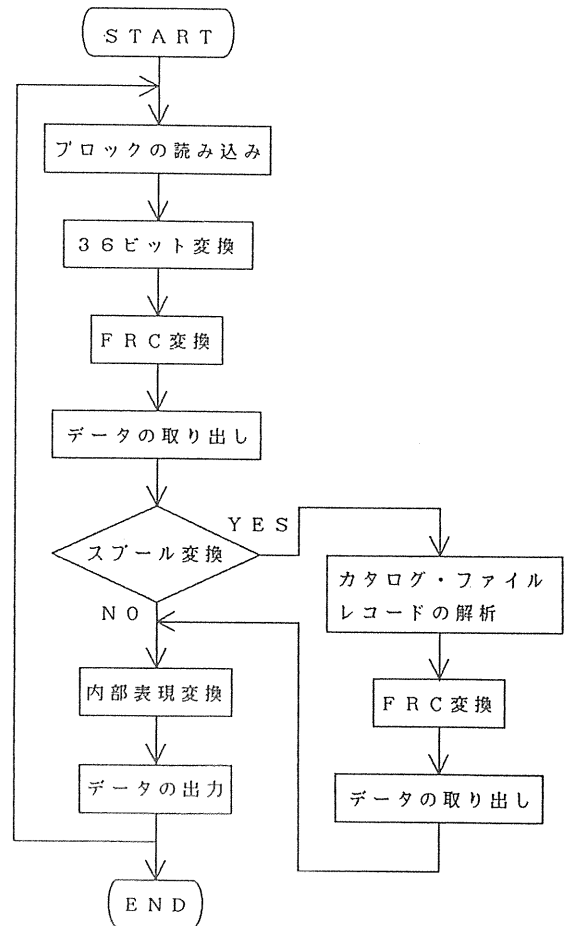 START
ブロックの読み込み
36ビット変換
FRC変換
データの取り出し
スプール変換
YES
カタログ・ファイル
レコードの解析
FRC変換
データの取り出し
NO
内部表現変換
データの出力
END